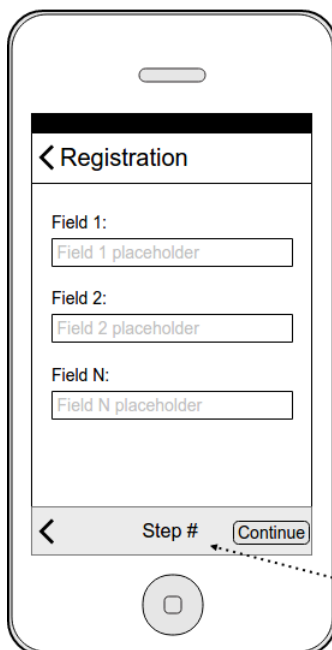 Registration
Field 1:
Field 1 placeholder
Field 2:
Field 2 placeholder
Field N:
Field N placeholder
Step #
Continue